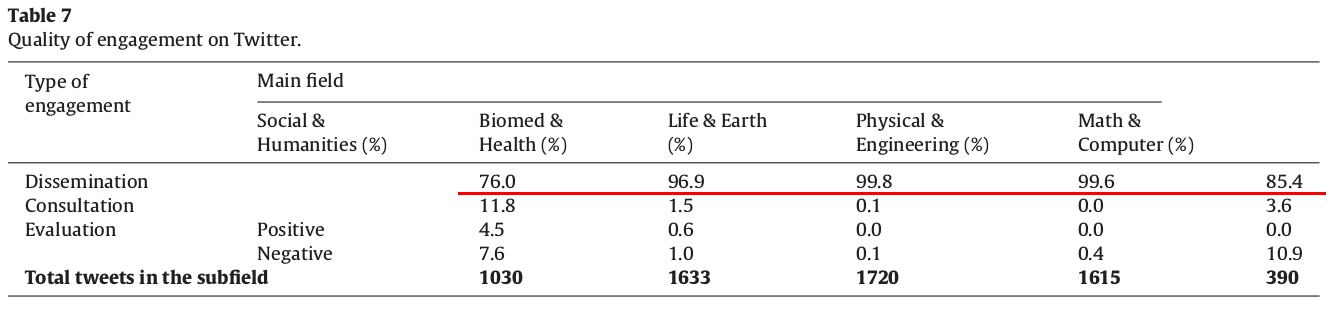 Table 7
Quality of engagement on Twitter.
Type of engagement Main field
Social & Humanities (%) Biomed & Health (%) Life & Earth (%) Physical & Engineering (%) Math & Computer (%)
Dissemination 76.0 96.9 99.8 99.6 85.4
Consultation 11.8 1.5 0.1 0.0 3.6
Evaluation Positive 4.5 0.6 0.0 0.0 0.0
Negative 7.6 1.0 0.1 0.4 10.9
Total tweets in the subfield 1030 1633 1720 1615 390